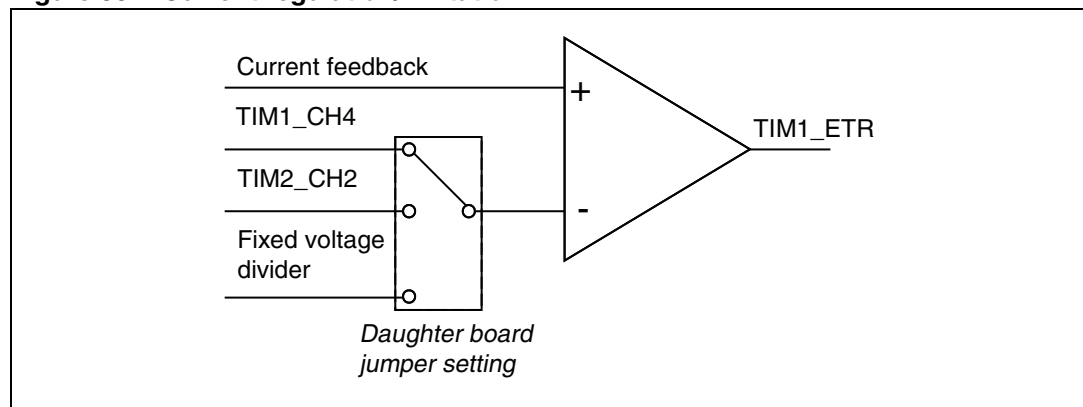 Current feedback
+
TIM1_CH4
TIM1_ETR
TIM2_CH2
-
Fixed voltage
divider
Daughter board
jumper setting